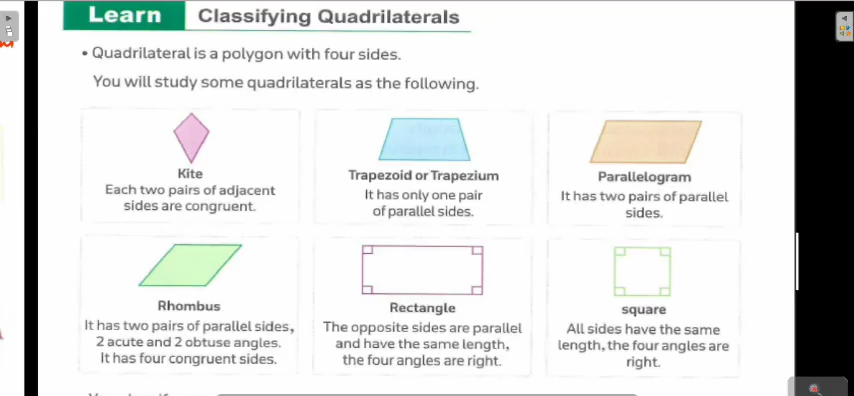 Learn
Classifying Quadrilaterals
• Quadrilateral is a polygon with four sides.
You will study some quadrilaterals as the following.
Kite
Each two pairs of adjacent
sides are congruent.
Trapezoid or Trapezium
It has only one pair
of parallel sides.
Parallelogram
It has two pairs of parallel
sides.
Rhombus
It has two pairs of parallel sides,
2 acute and 2 obtuse angles.
It has four congruent sides.
Rectangle
The opposite sides are parallel
and have the same length,
the four angles are right.
square
All sides have the same
length, the four angles are
right.